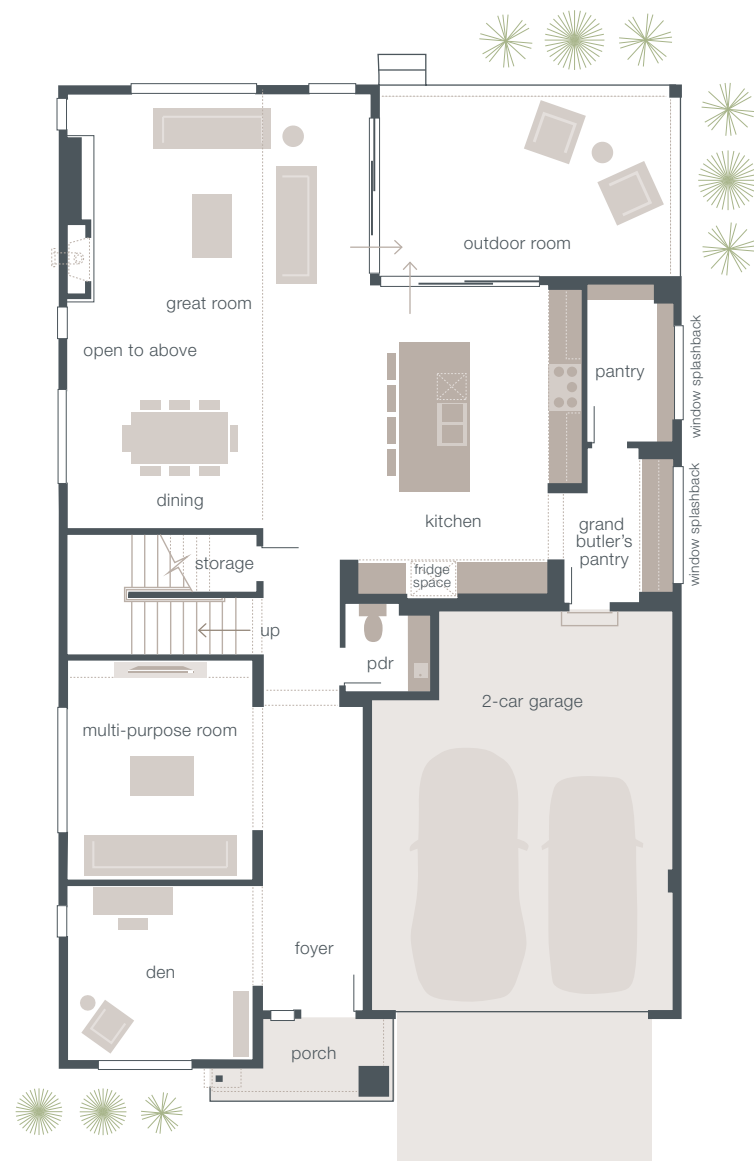 outdoor room
great room
open to above
pantry
window splashback
dining
kitchen
grand
butler's
pantry
window splashback
storage
fridge
space
up
pdr
2-car garage
multi-purpose room
foyer
den
porch